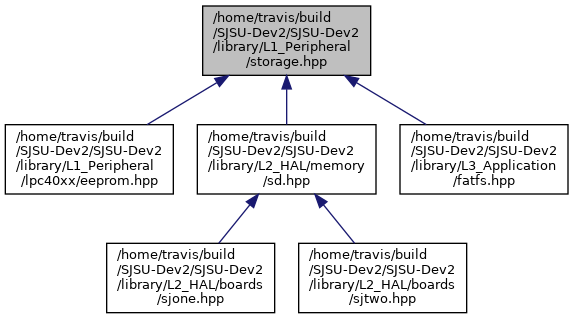 /home/travis/build
/SJSU-Dev2/SJSU-Dev2
/library/L1_Peripheral
/storage.hpp
/home/travis/build
/SJSU-Dev2/SJSU-Dev2
/library/L1_Peripheral
/lpc40xx/eeprom.hpp
/home/travis/build
/SJSU-Dev2/SJSU-Dev2
/library/L2_HAL/memory
/sd.hpp
/home/travis/build
/SJSU-Dev2/SJSU-Dev2
/library/L3_Application
/fatfs.hpp
/home/travis/build
/SJSU-Dev2/SJSU-Dev2
/library/L2_HAL/boards
/sjone.hpp
/home/travis/build
/SJSU-Dev2/SJSU-Dev2
/library/L2_HAL/boards
/sjtwo.hpp